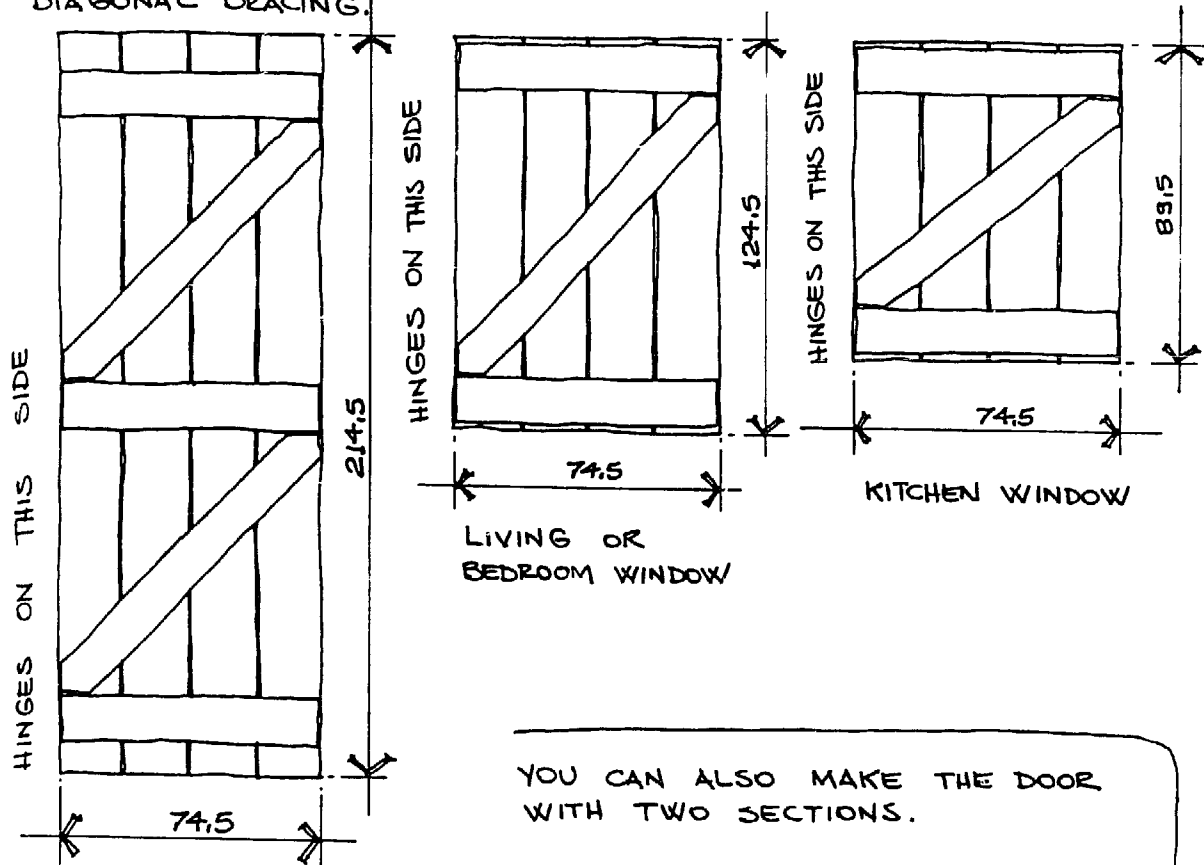 DIAGONAL BRACING.
HINGES ON THIS SIDE
214.5
74.5
HINGES ON THIS SIDE
124.5
74.5
LIVING OR
BEDROOM WINDOW
HINGES ON THIS SIDE
89.5
74.5
KITCHEN WINDOW
YOU CAN ALSO MAKE THE DOOR
WITH TWO SECTIONS.